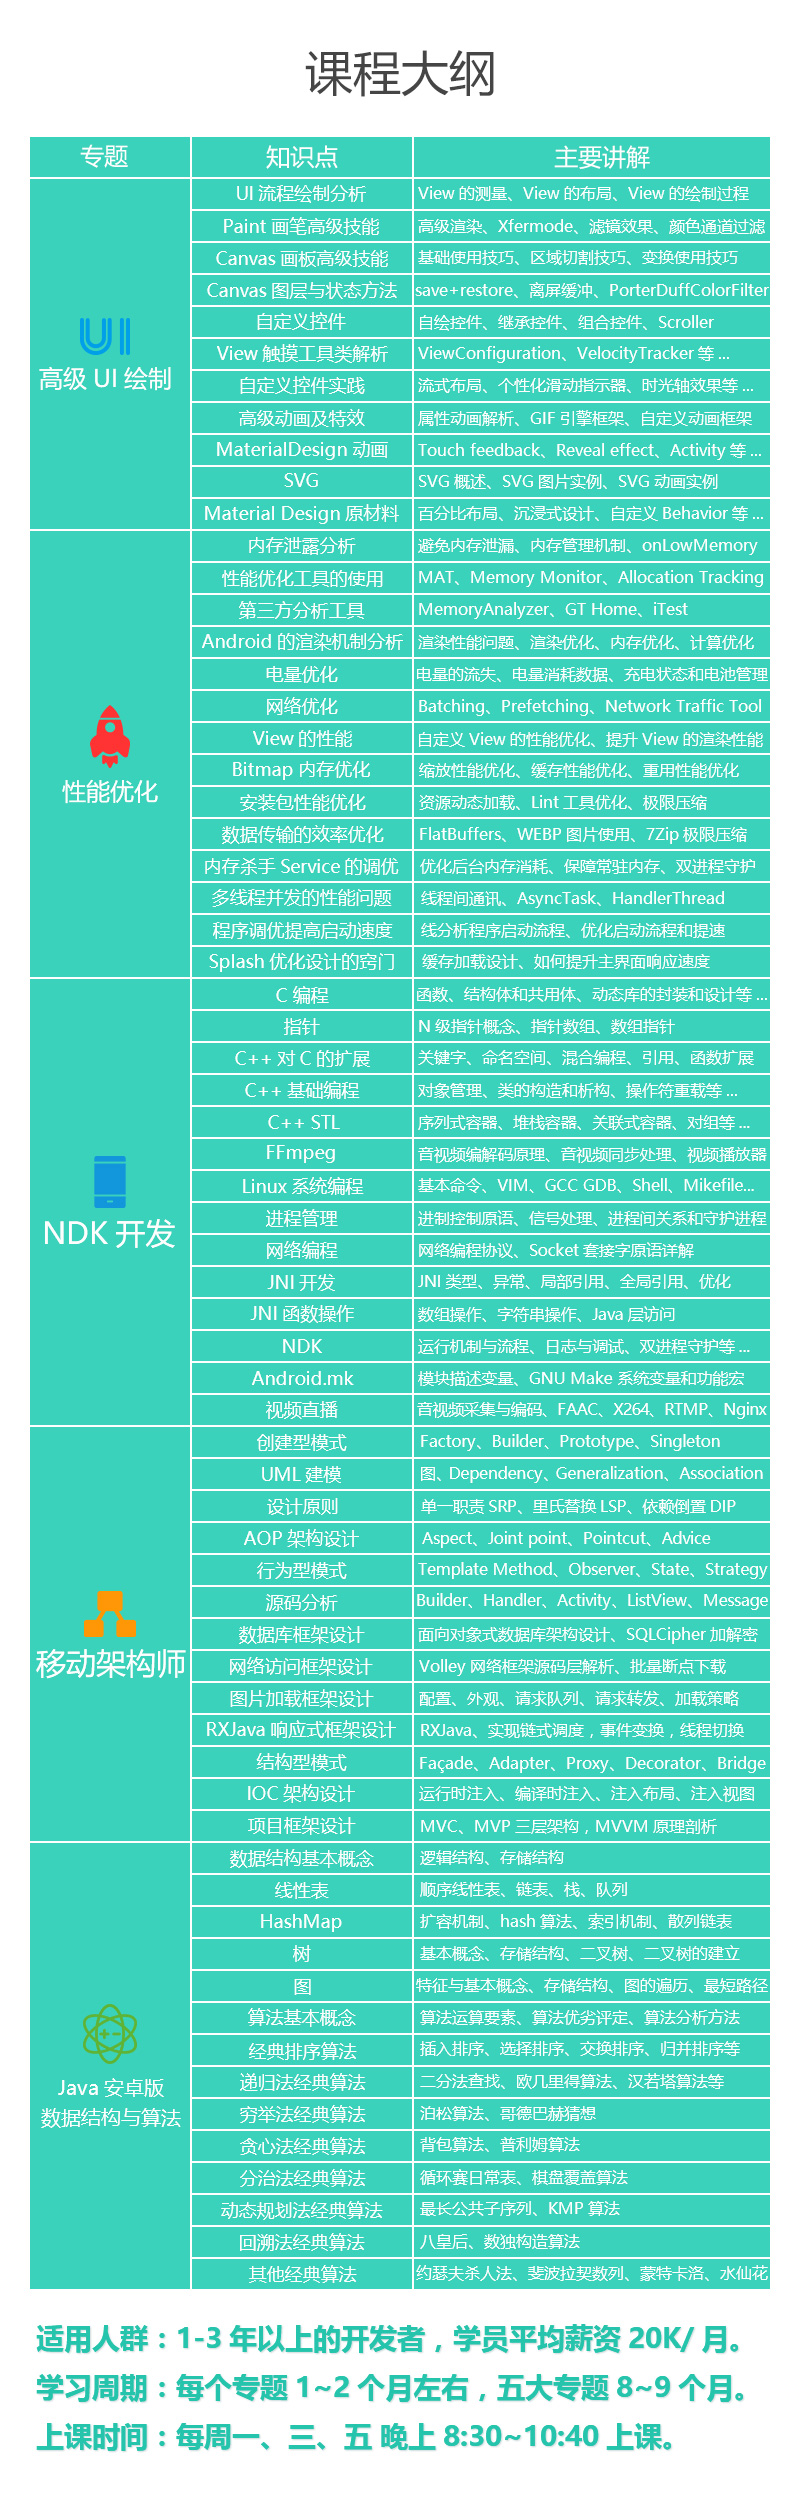 课程大纲
专题 知识点 主要讲解
高级 UI 绘制
UI 流程绘制分析 View 的测量、View 的布局、View 的绘制过程
Paint 画笔高级技能 高级渲染、Xfermode、滤镜效果、颜色通道过滤
Canvas 画板高级技能 基础使用技巧、区域切割技巧、变换使用技巧
Canvas 图层与状态方法 save+restore、离屏缓冲、PorterDuffColorFilter
自定义控件 自绘控件、继承控件、组合控件、Scroller
View 触摸工具类解析 ViewConfiguration、VelocityTracker 等 ...
自定义控件实践 流式布局、个性化滑动指示器、时光轴效果等 ...
高级动画及特效 属性动画解析、GIF 引擎框架、自定义动画框架
MaterialDesign 动画 Touch feedback、Reveal effect、Activity 等 ...
SVG SVG 概述、SVG 图片实例、SVG 动画实例
Material Design 原材料 百分比布局、沉浸式设计、自定义 Behavior 等 ...
性能优化
内存泄露分析 避免内存泄漏、内存管理机制、onLowMemory
性能优化工具的使用 MAT、Memory Monitor、Allocation Tracking
第三方分析工具 MemoryAnalyzer、GT Home、iTest
Android 的渲染机制分析 渲染性能问题、渲染优化、内存优化、计算优化
电量优化 电量的流失、电量消耗数据、充电状态和电池管理
网络优化 Batching、Prefetching、Network Traffic Tool
View 的性能 自定义 View 的性能优化、提升 View 的渲染性能
Bitmap 内存优化 缩放性能优化、缓存性能优化、重用性能优化
安装包性能优化 资源动态加载、Lint 工具优化、极限压缩
数据传输的效率优化 FlatBuffers、WEBP 图片使用、7Zip 极限压缩
内存杀手 Service 的调优 优化后台内存消耗、保障常驻内存、双进程守护
多线程并发的性能问题 线程间通讯、AsyncTask、HandlerThread
程序调优提高启动速度 线分析程序启动流程、优化启动流程和提速
Splash 优化设计的窍门 缓存加载设计、如何提升主界面响应速度
NDK 开发
C 编程 函数、结构体和共用体、动态库的封装和设计等 ...
指针 N 级指针概念、指针数组、数组指针
C++ 对 C 的扩展 关键字、命名空间、混合编程、引用、函数扩展
C++ 基础编程 对象管理、类的构造和析构、操作符重载等 ...
C++ STL 序列式容器、堆栈容器、关联式容器、对组等 ...
FFmpeg 音视频编解码原理、音视频同步处理、视频播放器
Linux 系统编程 基本命令、VIM、GCC GDB、Shell、Mikefile...
进程管理 进制控制原语、信号处理、进程间关系和守护进程
网络编程 网络编程协议、Socket 套接字原语详解
JNI 开发 JNI 类型、异常、局部引用、全局引用、优化
JNI 函数操作 数组操作、字符串操作、Java 层访问
NDK 运行机制与流程、日志与调试、双进程守护等 ...
Android.mk 模块描述变量、GNU Make 系统变量和功能宏
视频直播 音视频采集与编码、FAAC、X264、RTMP、Nginx
移动架构师
创建型模式 Factory、Builder、Prototype、Singleton
UML 建模 图、Dependency、Generalization、Association
设计原则 单一职责 SRP、里氏替换 LSP、依赖倒置 DIP
AOP 架构设计 Aspect、Joint point、Pointcut、Advice
行为型模式 Template Method、Observer、State、Strategy
源码分析 Builder、Handler、Activity、ListView、Message
数据库框架设计 面向对象式数据库架构设计、SQLCipher 加解密
网络访问框架设计 Volley 网络框架源码层解析、批量断点下载
图片加载框架设计 配置、外观、请求队列、请求转发、加载策略
RXJava 响应式框架设计 RXJava、实现链式调度，事件变换，线程切换
结构型模式 Façade、Adapter、Proxy、Decorator、Bridge
IOC 架构设计 运行时注入、编译时注入、注入布局、注入视图
项目框架设计 MVC、MVP 三层架构，MVVM 原理剖析
Java 安卓版
数据结构与算法
数据结构基本概念 逻辑结构、存储结构
线性表 顺序线性表、链表、栈、队列
HashMap 扩容机制、hash 算法、索引机制、散列链表
树 基本概念、存储结构、二叉树、二叉树的建立
图 特征与基本概念、存储结构、图的遍历、最短路径
算法基本概念 算法运算要素、算法优劣评定、算法分析方法
经典排序算法 插入排序、选择排序、交换排序、归并排序等
递归法经典算法 二分法查找、欧几里得算法、汉若塔算法等
穷举法经典算法 泊松算法、哥德巴赫猜想
贪心法经典算法 背包算法、普利姆算法
分治法经典算法 循环赛日常表、棋盘覆盖算法
动态规划法经典算法 最长公共子序列、KMP 算法
回溯法经典算法 八皇后、数独构造算法
其他经典算法 约瑟夫杀人法、斐波拉契数列、蒙特卡洛、水仙花
适用人群：1-3 年以上的开发者，学员平均薪资 20K/ 月。
学习周期：每个专题 1~2 个月左右，五大专题 8~9 个月。
上课时间：每周一、三、五 晚上 8:30~10:40 上课。